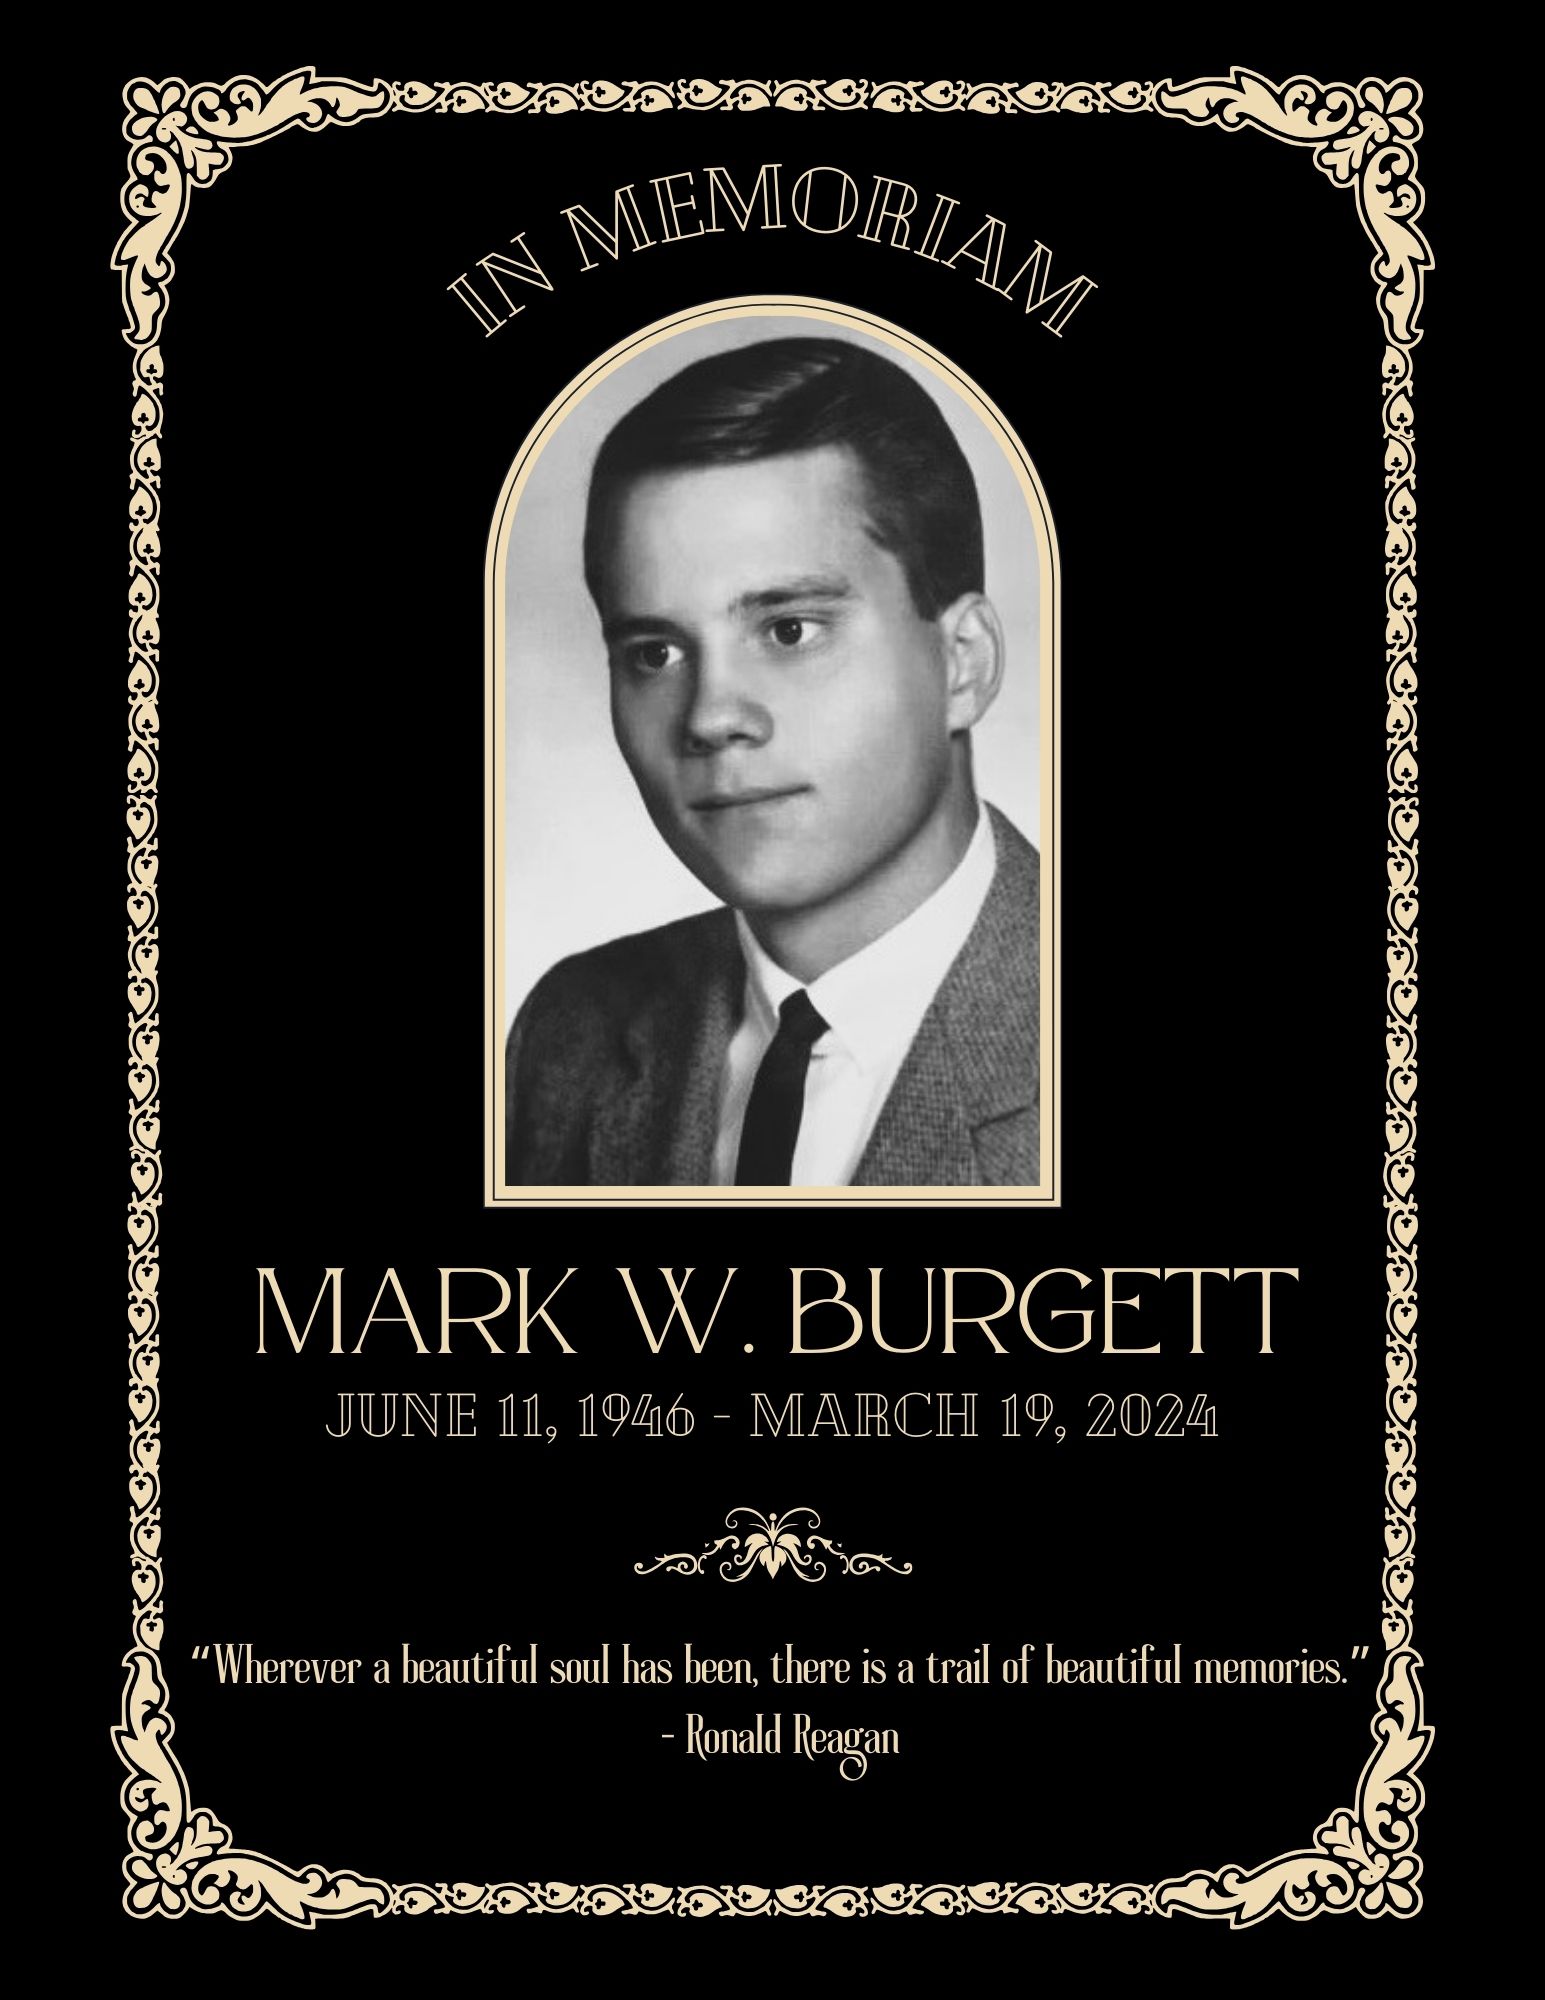 IN MEMORIAM
MARK W. BURGETT
JUNE 11, 1946 - MARCH 19, 2024
“Wherever a beautiful soul has been, there is a trail of beautiful memories.”
- Ronald Reagan